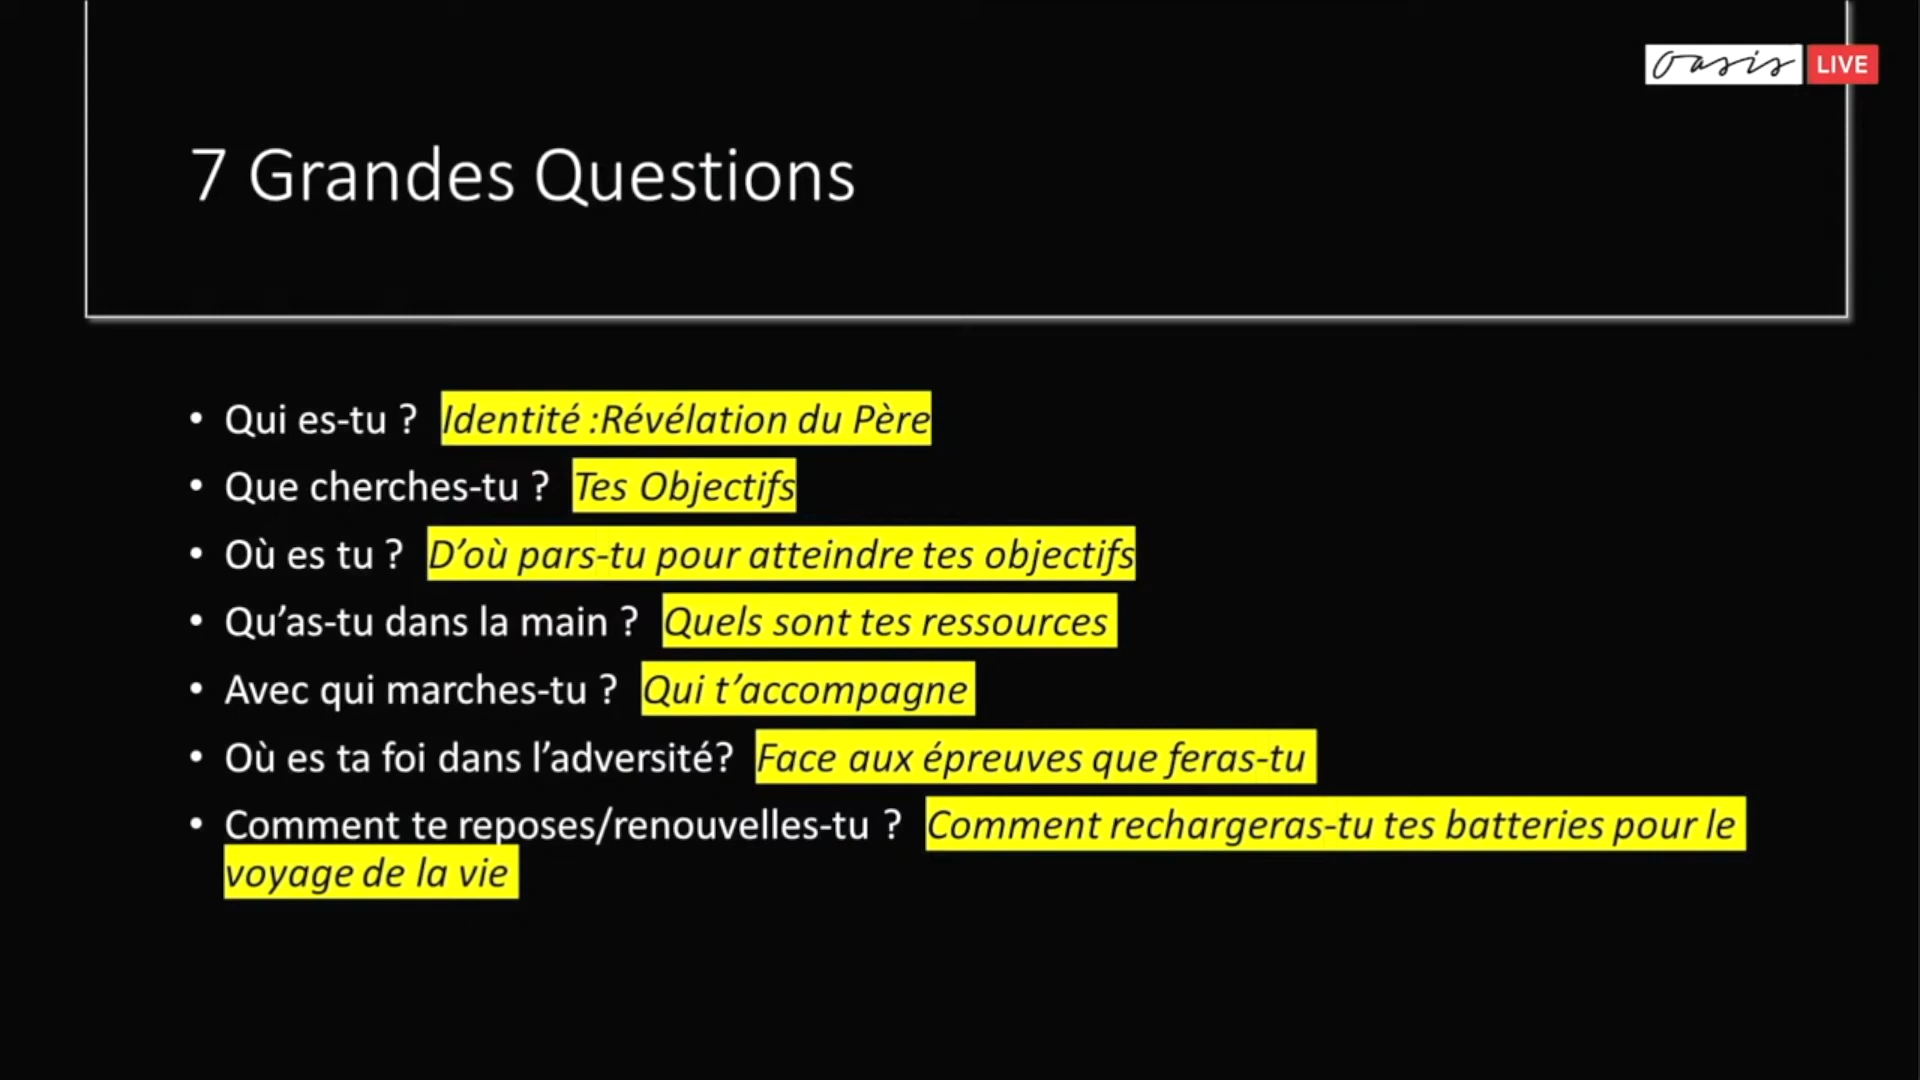 oasis LIVE
7 Grandes Questions
• Qui es-tu ? Identité :Révélation du Père
• Que cherches-tu ? Tes Objectifs
• Où es tu ? D’où pars-tu pour atteindre tes objectifs
• Qu’as-tu dans la main ? Quels sont tes ressources
• Avec qui marches-tu ? Qui t’accompagne
• Où es ta foi dans l’adversité? Face aux épreuves que feras-tu
• Comment te reposes/renouvelles-tu ? Comment rechargeras-tu tes batteries pour le
voyage de la vie